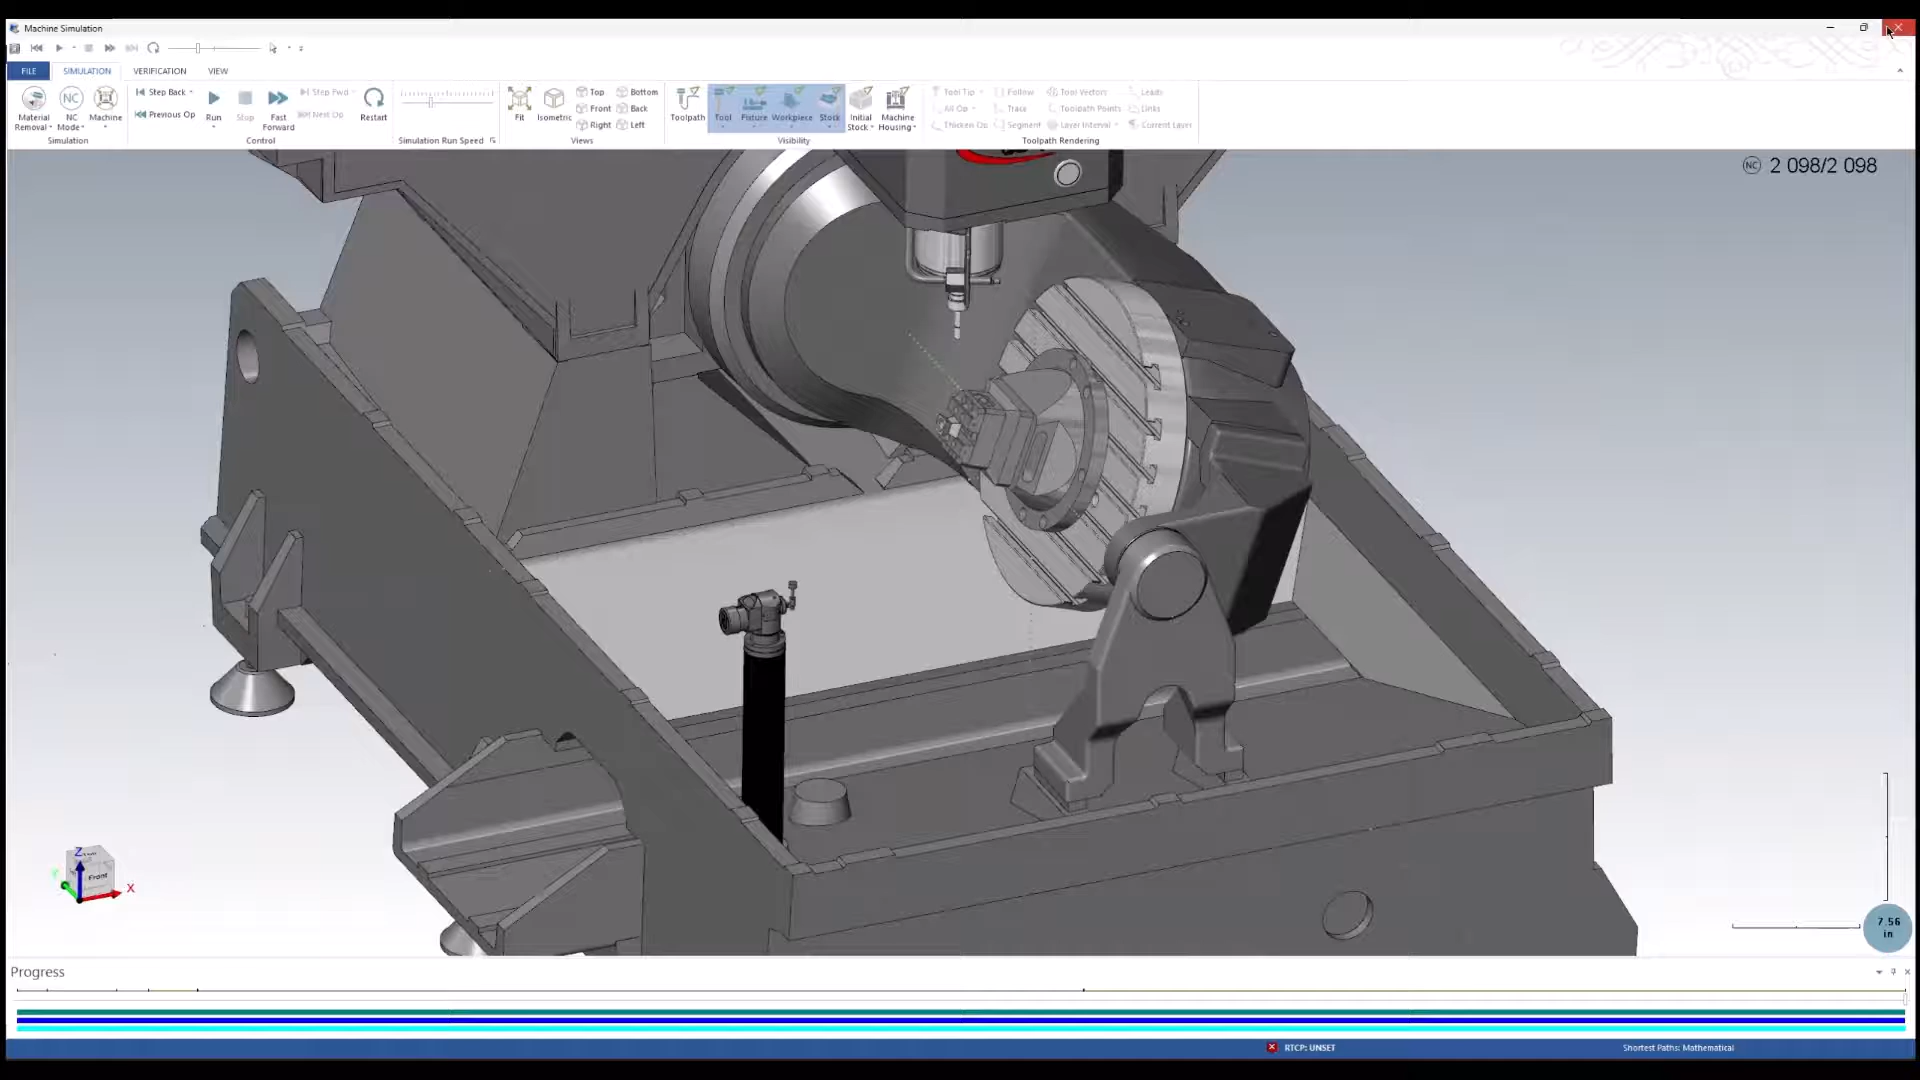 Machine Simulation
FILE SIMULATION VERIFICATION VIEW
Material Removal NC Mode Machine
Simulation
Step Back
Previous Op
Run Stop Fast Forward
Step Fwd
Next Op
Restart
Control
Simulation Run Speed
Fit Isometric
Top Bottom
Front Back
Right Left
Views
Toolpath Tool Fixture Workpiece Stock Initial Stock Machine Housing
Visibility
Tool Tip Follow Tool Vectors Leads
All Op Trace Toolpath Points Links
Thicken Op Segment Layer Interval Current Layer
Toolpath Rendering
NC 2 098/2 098
Z
Front
Y
X
7.56
in
Progress
RTCP: UNSET
Shortest Paths: Mathematical